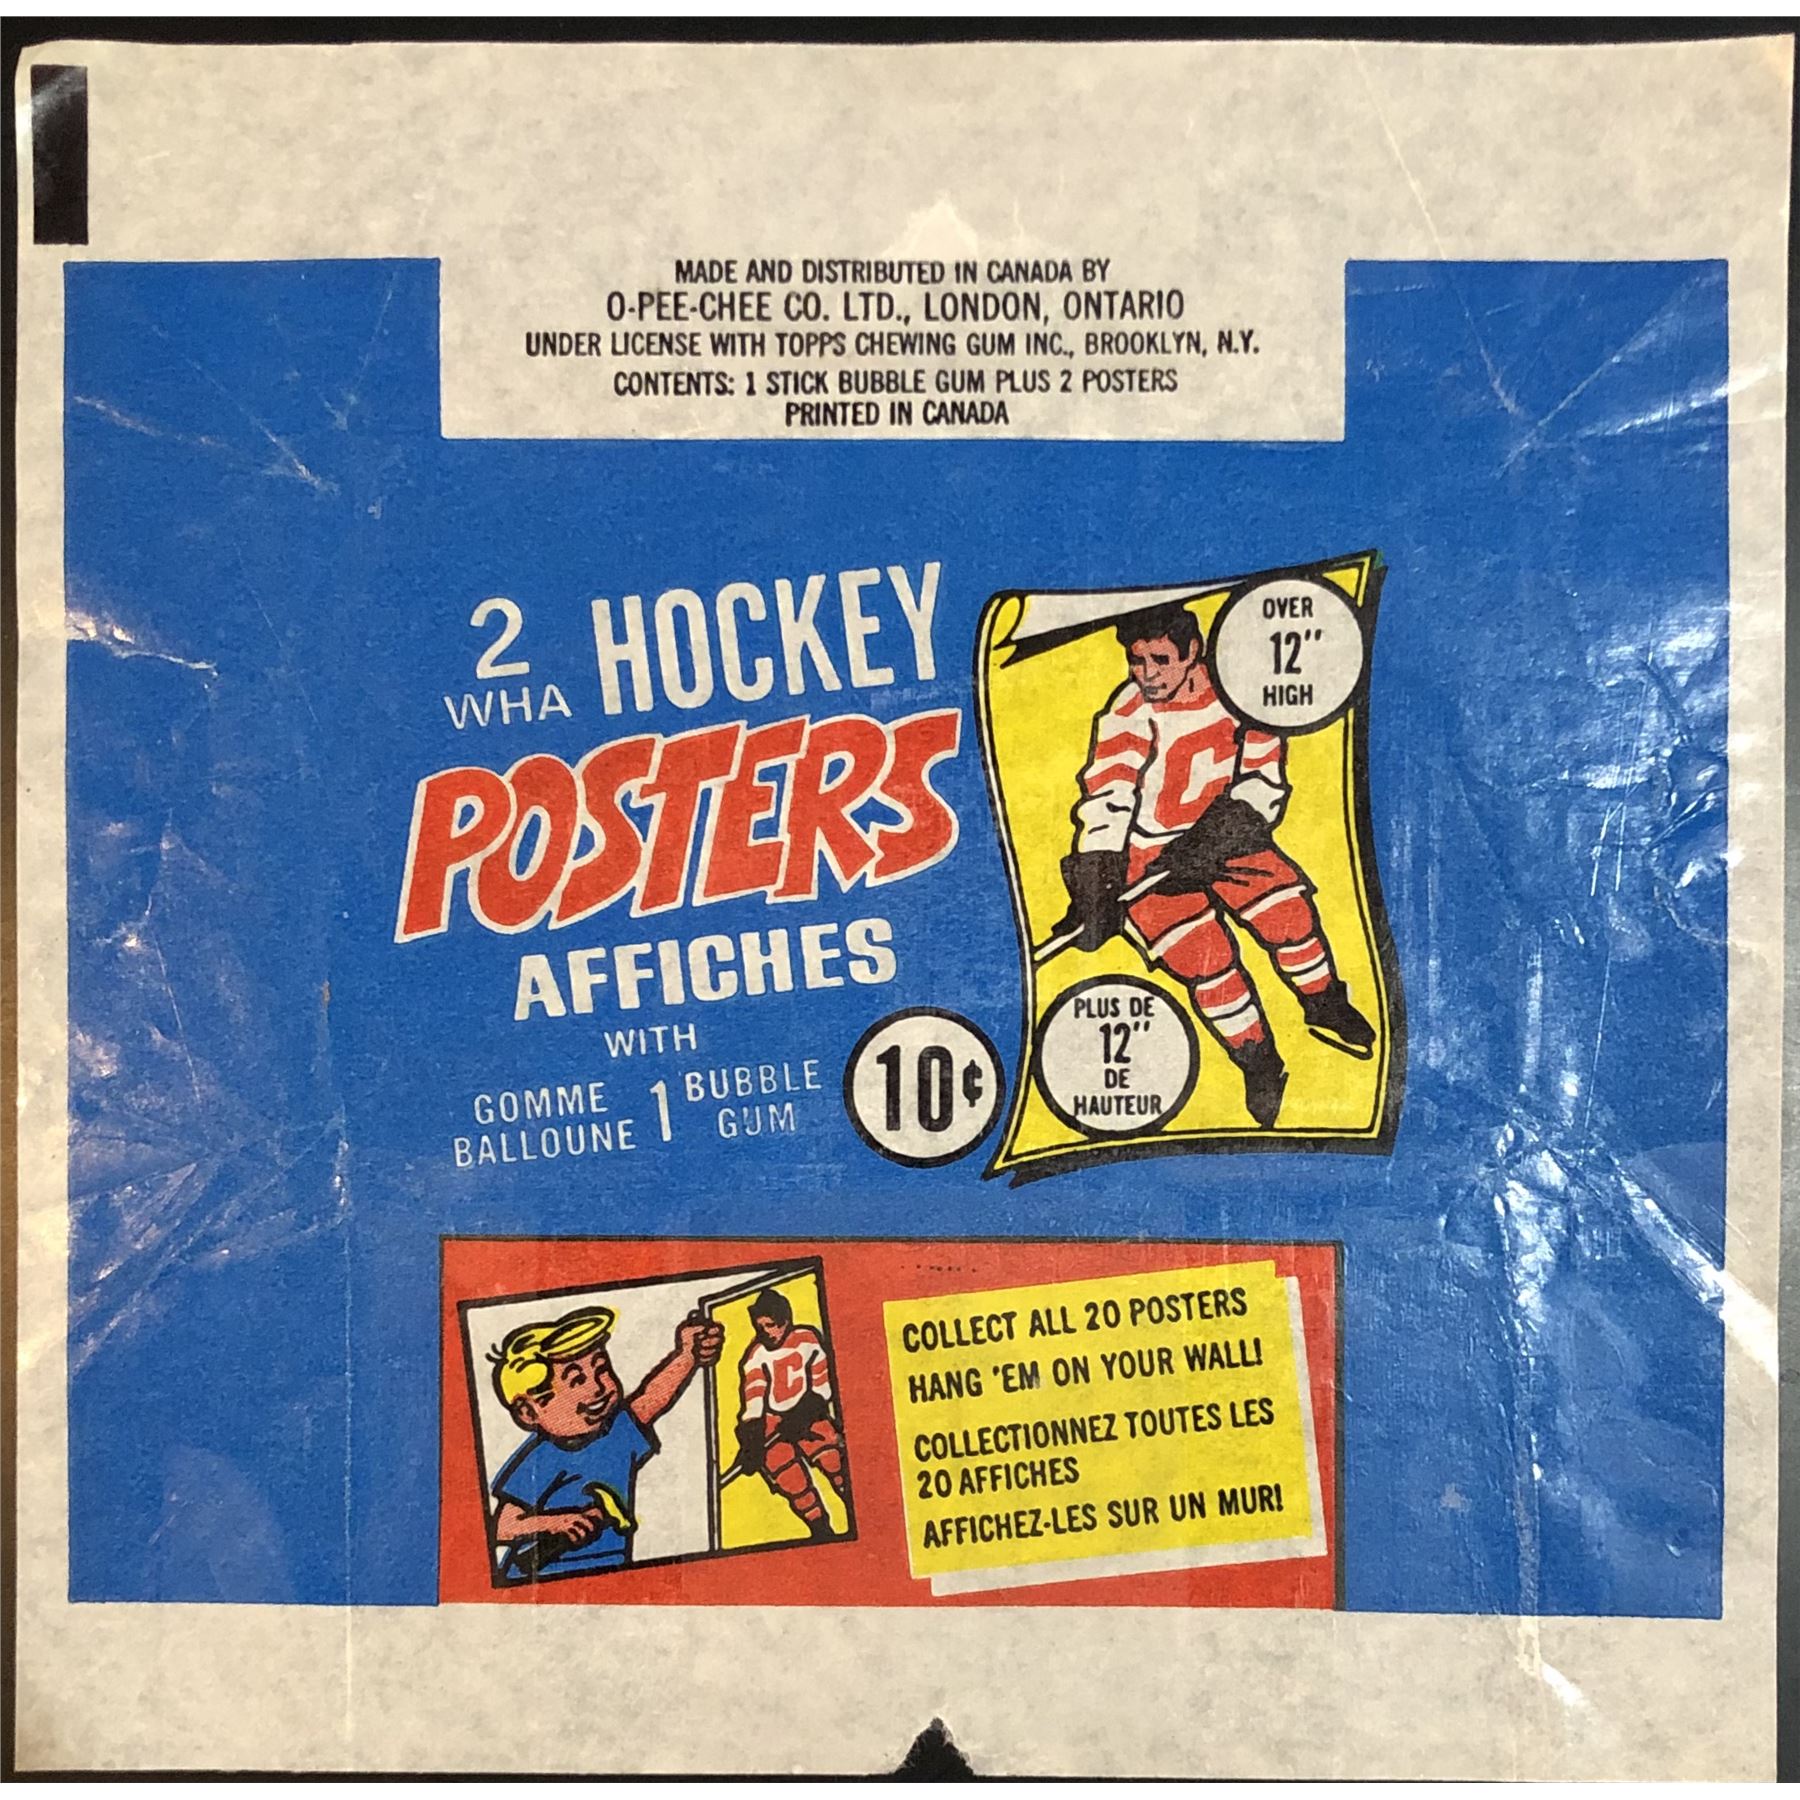 MADE AND DISTRIBUTED IN CANADA BY
O-PEE-CHEE CO. LTD., LONDON, ONTARIO
UNDER LICENSE WITH TOPPS CHEWING GUM INC., BROOKLYN, N.Y.
CONTENTS: 1 STICK BUBBLE GUM PLUS 2 POSTERS
PRINTED IN CANADA
2 WHA HOCKEY
POSTERS
AFFICHES
WITH
GOMME BALLOUNE 1 BUBBLE GUM
10¢
OVER
12"
HIGH
C
PLUS DE
12"
DE
HAUTEUR
C
COLLECT ALL 20 POSTERS
HANG 'EM ON YOUR WALL!
COLLECTIONNEZ TOUTES LES
20 AFFICHES
AFFICHEZ-LES SUR UN MUR!